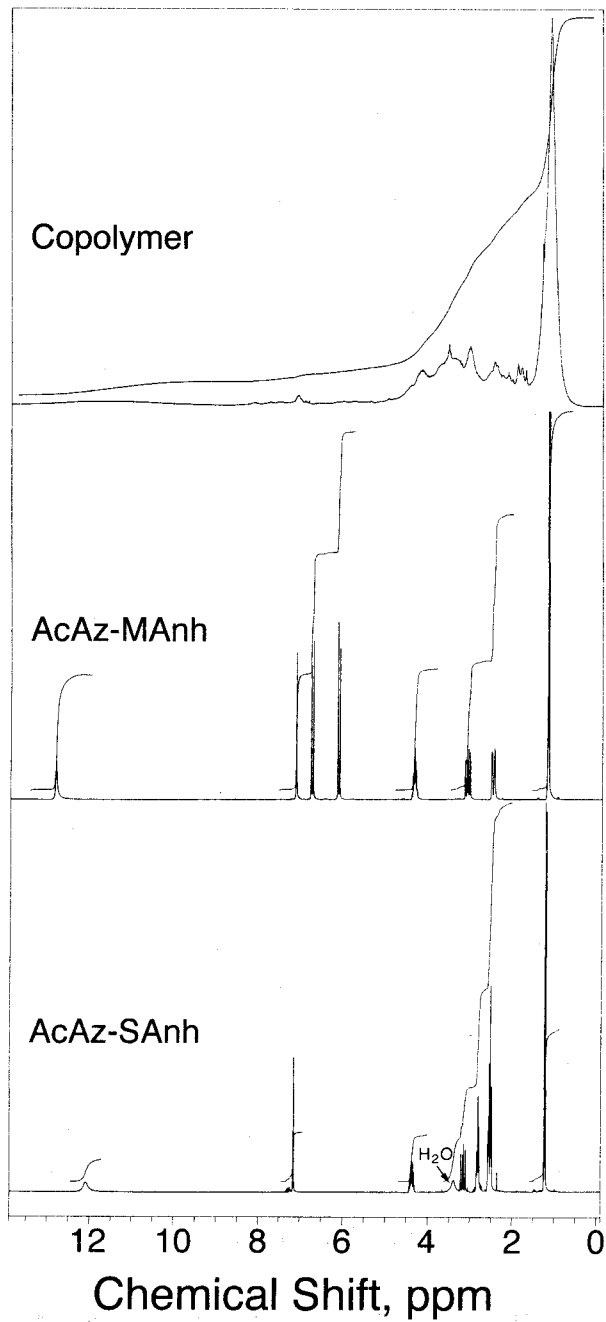 Copolymer
AcAz-MAnh
AcAz-SAnh
H₂O
12 10 8 6 4 2 0
Chemical Shift, ppm